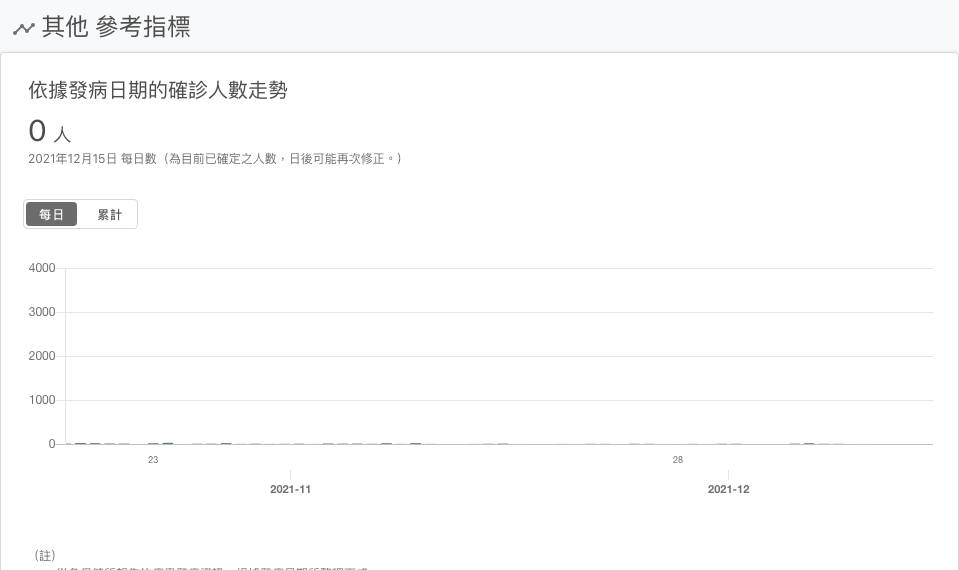 其他 參考指標
依據發病日期的確診人數走勢
0 人
2021年12月15日 每日數（為目前已確定之人數，日後可能再次修正。）
每日 累計
4000
3000
2000
1000
0
23 28
2021-11 2021-12
（註）